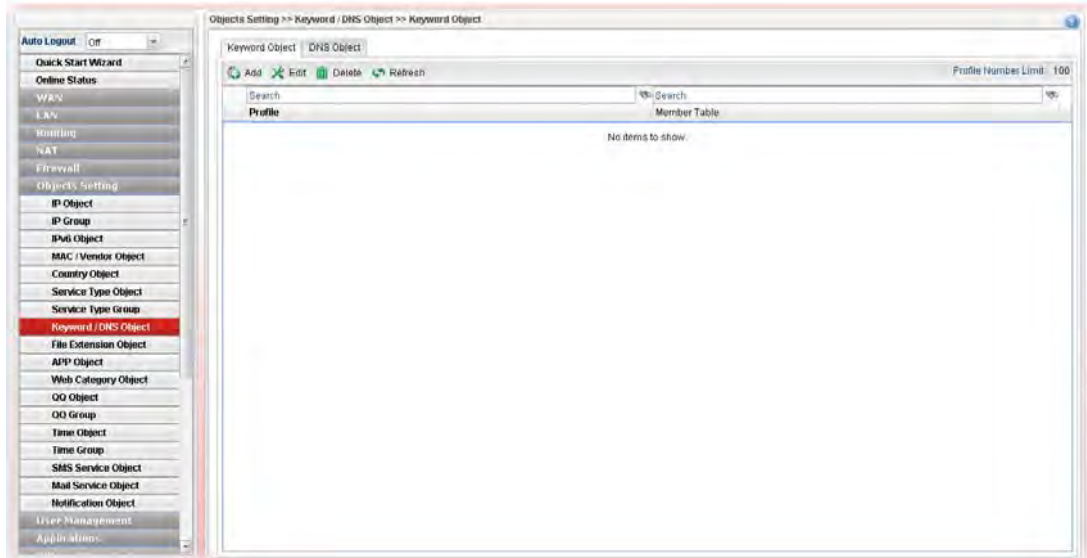 Objects Setting >> Keyword / DNS Object >> Keyword Object
Auto Logout Off
Quick Start Wizard
Online Status
WAN
LAN
Routing
NAT
Firewall
Objects Setting
IP Object
IP Group
IPv6 Object
MAC / Vendor Object
Country Object
Service Type Object
Service Type Group
Keyword / DNS Object
File Extension Object
APP Object
Web Category Object
QQ Object
QQ Group
Time Object
Time Group
SMS Service Object
Mail Service Object
Notification Object
User Management
Applications
Keyword Object DNS Object
Add Edit Delete Refresh Profile Number Limit: 100
Search Search
Profile Member Table
No items to show.